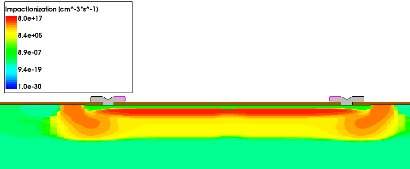 Impactionization (cm^-3*s^-1)
8.0e+17
8.4e+05
8.9e-07
9.4e-19
1.0e-30